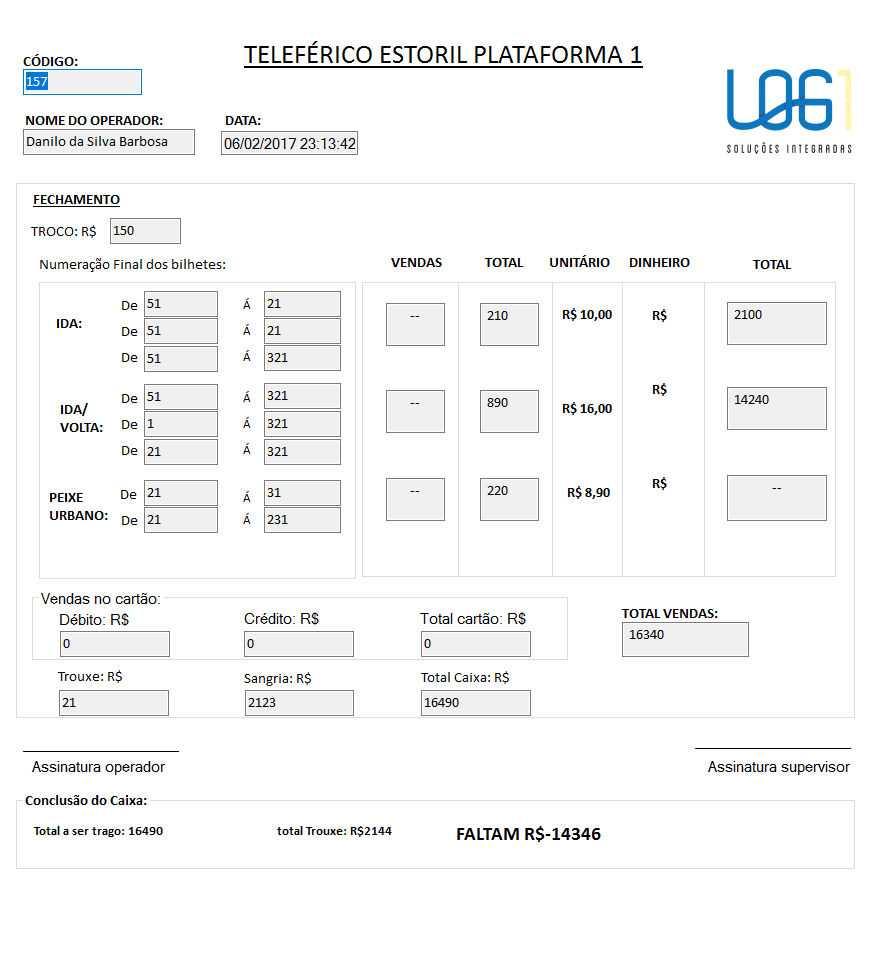 TELEFÉRICO ESTORIL PLATAFORMA 1
CÓDIGO:
157
LOG1
SOLUÇÕES INTEGRADAS
NOME DO OPERADOR: DATA:
Danilo da Silva Barbosa 06/02/2017 23:13:42
FECHAMENTO
TROCO: R$ 150
Numeração Final dos bilhetes: VENDAS TOTAL UNITÁRIO DINHEIRO TOTAL
IDA:
De 51 Á 21
De 51 Á 21
De 51 Á 321
-- 210 R$ 10,00 R$ 2100
IDA/
VOLTA:
De 51 Á 321
De 1 Á 321
De 21 Á 321
-- 890 R$ 16,00 R$ 14240
PEIXE
URBANO:
De 21 Á 31
De 21 Á 231
-- 220 R$ 8,90 R$ --
Vendas no cartão:
Débito: R$ Crédito: R$ Total cartão: R$
0 0 0
TOTAL VENDAS:
16340
Trouxe: R$ Sangria: R$ Total Caixa: R$
21 2123 16490
Assinatura operador Assinatura supervisor
Conclusão do Caixa:
Total a ser trago: 16490 total Trouxe: R$2144 FALTAM R$-14346